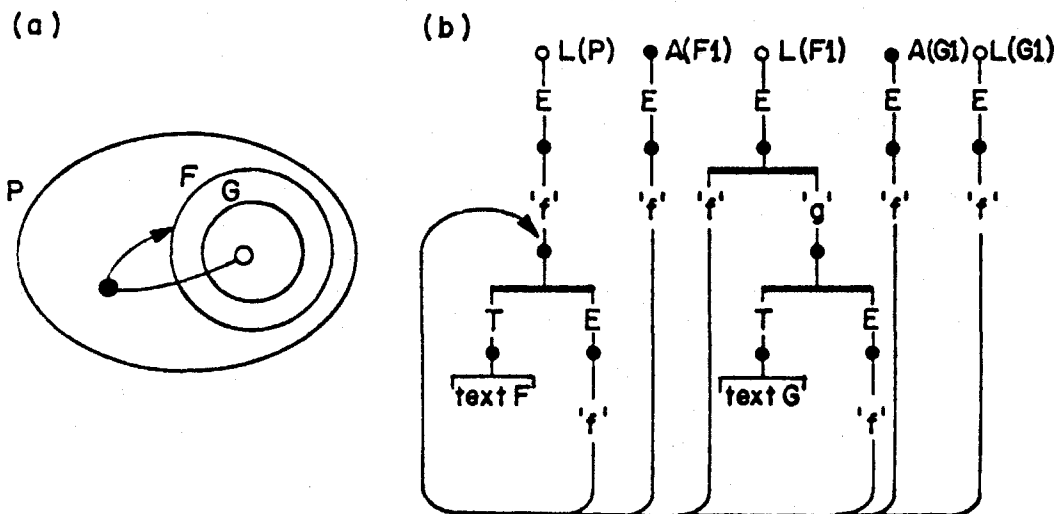 (a)
(b)
L(P) A(F1) L(F1) A(G1) L(G1)
E E E E E
P F G
'f' 'f' 'f' 'g' 'f' 'f'
T E T E
'text F' 'f' 'text G' 'f'